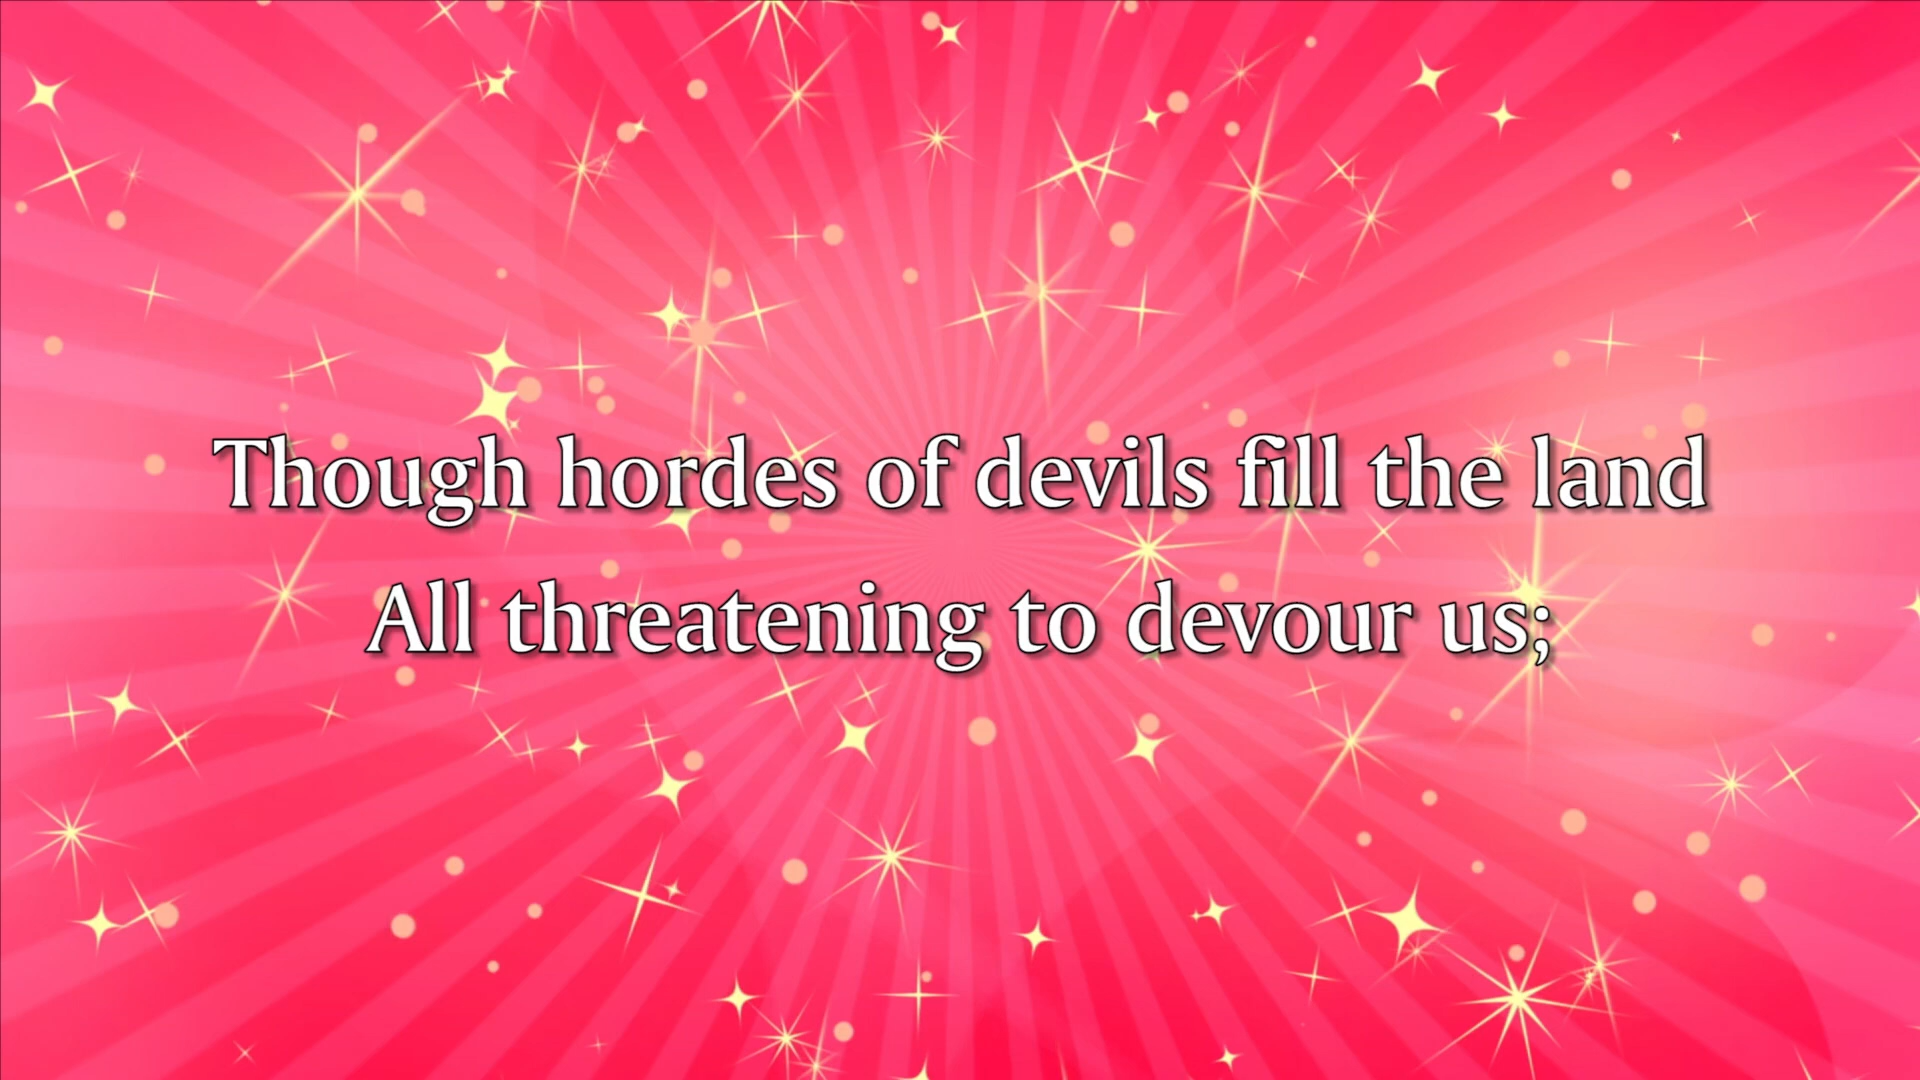 Though hordes of devils fill the land
All threatening to devour us;